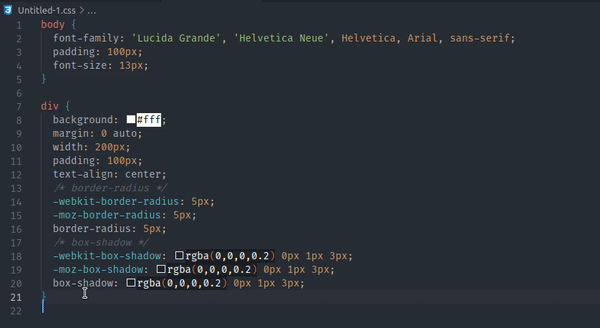 Untitled-1.css > ...
1 body {
2 font-family: 'Lucida Grande', 'Helvetica Neue', Helvetica, Arial, sans-serif;
3 padding: 100px;
4 font-size: 13px;
5 }
6
7 div {
8 background: #fff;
9 margin: 0 auto;
10 width: 200px;
11 padding: 100px;
12 text-align: center;
13 /* border-radius */
14 -webkit-border-radius: 5px;
15 -moz-border-radius: 5px;
16 border-radius: 5px;
17 /* box-shadow */
18 -webkit-box-shadow: rgba(0,0,0,0.2) 0px 1px 3px;
19 -moz-box-shadow: rgba(0,0,0,0.2) 0px 1px 3px;
20 box-shadow: rgba(0,0,0,0.2) 0px 1px 3px;
21 }
22